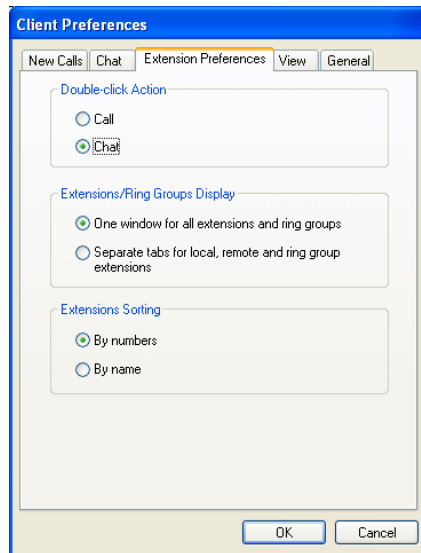 Client Preferences
New Calls Chat Extension Preferences View General
Double-click Action
Call
Chat
Extensions/Ring Groups Display
One window for all extensions and ring groups
Separate tabs for local, remote and ring group
extensions
Extensions Sorting
By numbers
By name
OK Cancel